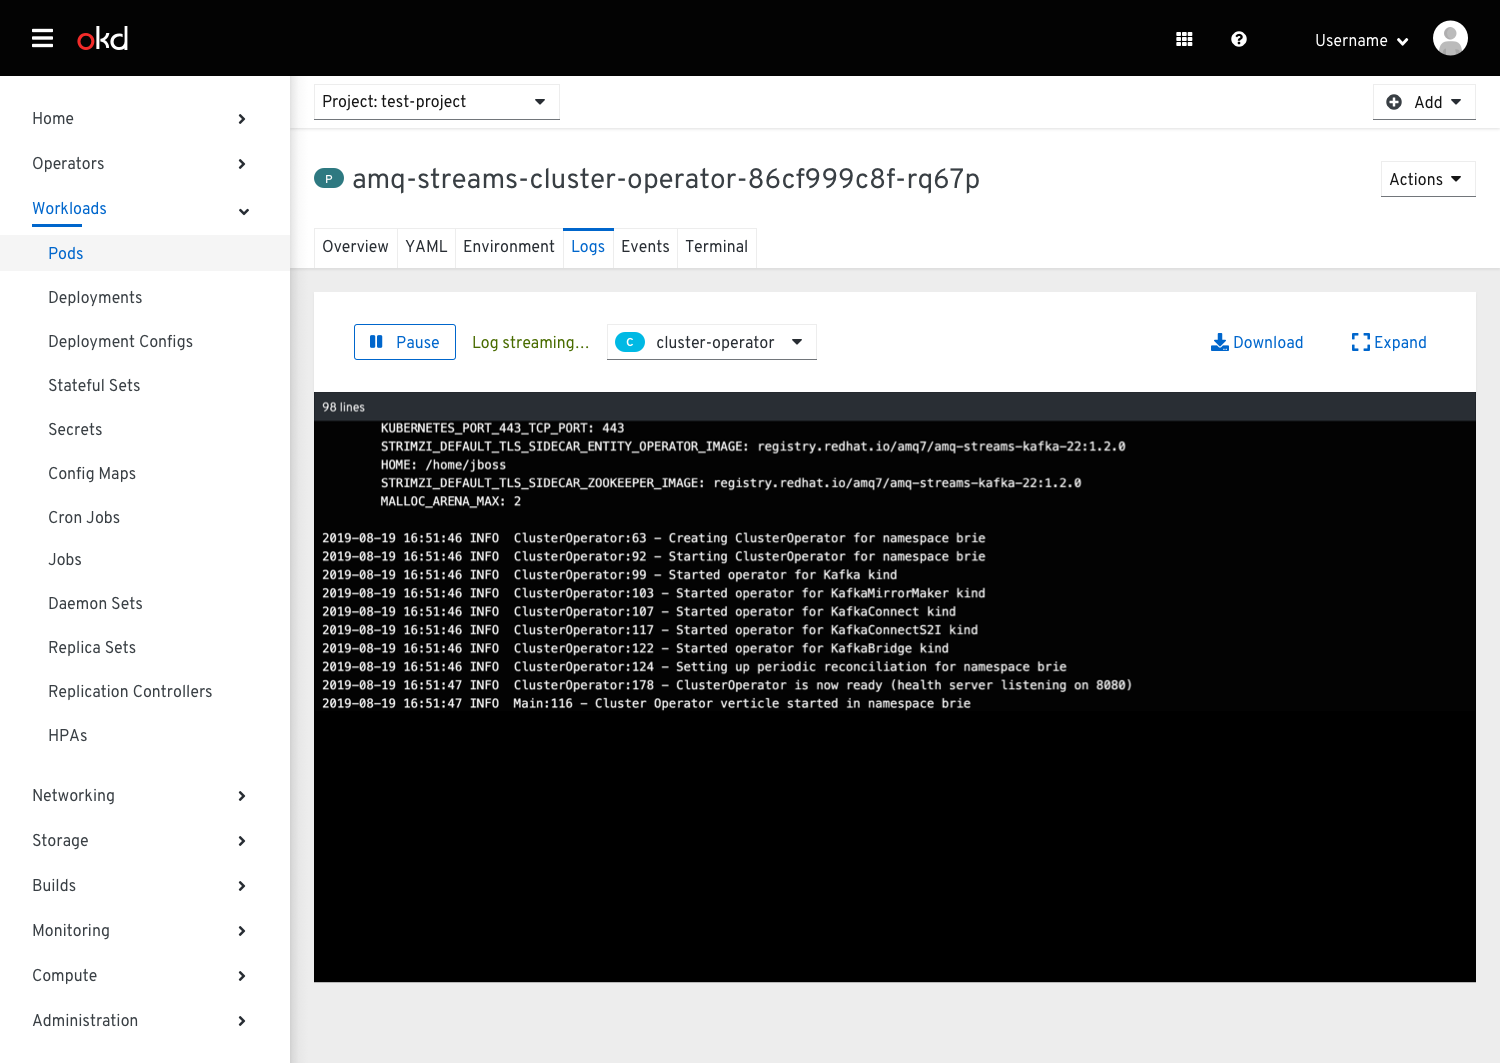 okd
Username
Project: test-project
Add
Home
Operators
Workloads
Pods
Deployments
Deployment Configs
Stateful Sets
Secrets
Config Maps
Cron Jobs
Jobs
Daemon Sets
Replica Sets
Replication Controllers
HPAs
Networking
Storage
Builds
Monitoring
Compute
Administration
P amq-streams-cluster-operator-86cf999c8f-rq67p
Actions
Overview YAML Environment Logs Events Terminal
Pause Log streaming... C cluster-operator Download Expand
98 lines
KUBERNETES_PORT_443_TCP_PORT: 443
STRIMZI_DEFAULT_TLS_SIDECAR_ENTITY_OPERATOR_IMAGE: registry.redhat.io/amq7/amq-streams-kafka-22:1.2.0
HOME: /home/jboss
STRIMZI_DEFAULT_TLS_SIDECAR_ZOOKEEPER_IMAGE: registry.redhat.io/amq7/amq-streams-kafka-22:1.2.0
MALLOC_ARENA_MAX: 2
2019-08-19 16:51:46 INFO  ClusterOperator:63 - Creating ClusterOperator for namespace brie
2019-08-19 16:51:46 INFO  ClusterOperator:92 - Starting ClusterOperator for namespace brie
2019-08-19 16:51:46 INFO  ClusterOperator:99 - Started operator for Kafka kind
2019-08-19 16:51:46 INFO  ClusterOperator:103 - Started operator for KafkaMirrorMaker kind
2019-08-19 16:51:46 INFO  ClusterOperator:107 - Started operator for KafkaConnect kind
2019-08-19 16:51:46 INFO  ClusterOperator:117 - Started operator for KafkaConnectS2I kind
2019-08-19 16:51:46 INFO  ClusterOperator:122 - Started operator for KafkaBridge kind
2019-08-19 16:51:46 INFO  ClusterOperator:124 - Setting up periodic reconciliation for namespace brie
2019-08-19 16:51:47 INFO  ClusterOperator:178 - ClusterOperator is now ready (health server listening on 8080)
2019-08-19 16:51:47 INFO  Main:116 - Cluster Operator verticle started in namespace brie